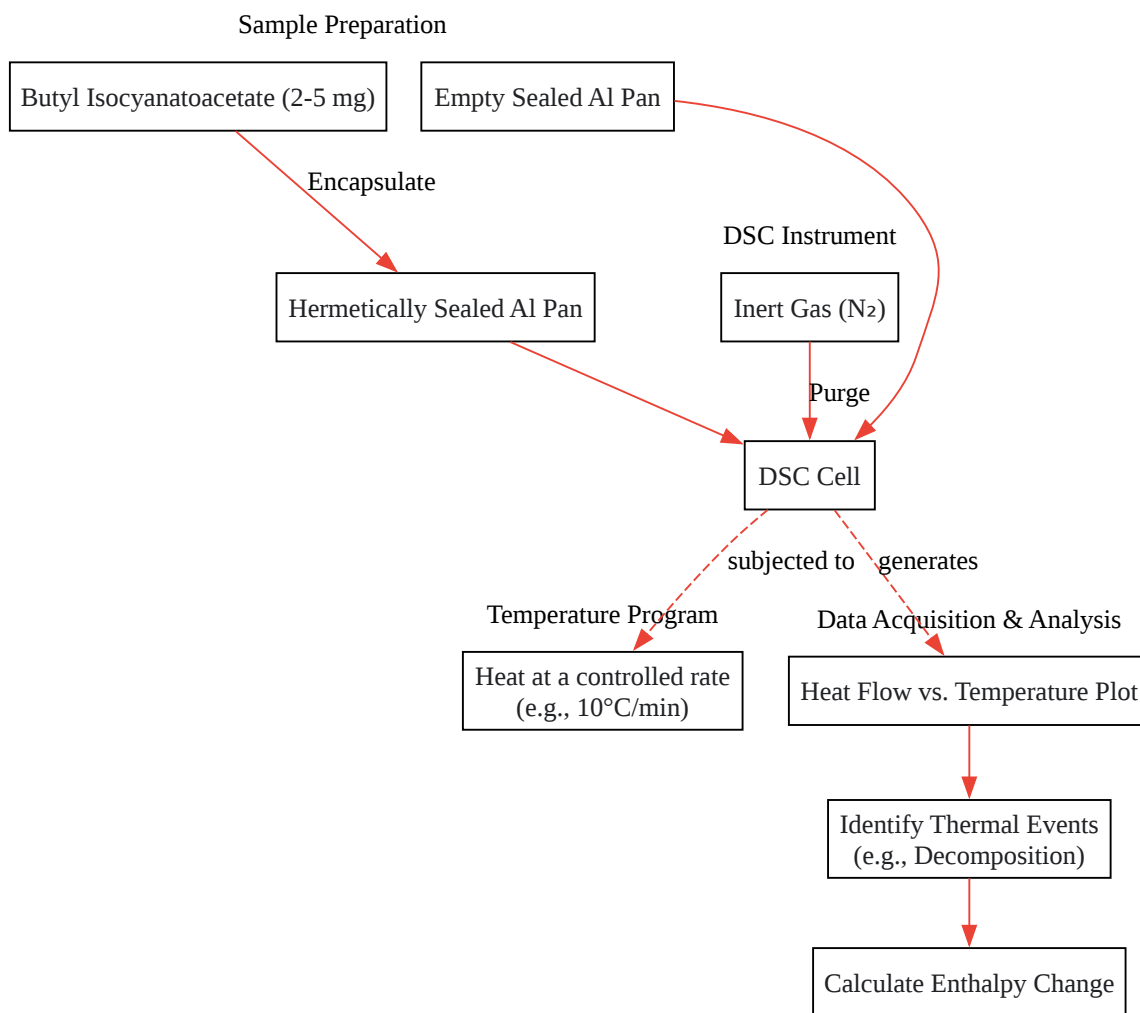 Sample Preparation
Butyl Isocyanatoacetate (2-5 mg)
Empty Sealed Al Pan
Encapsulate
DSC Instrument
Hermetically Sealed Al Pan
Inert Gas (N₂)
Purge
DSC Cell
subjected to
generates
Temperature Program
Data Acquisition & Analysis
Heat at a controlled rate
(e.g., 10°C/min)
Heat Flow vs. Temperature Plot
Identify Thermal Events
(e.g., Decomposition)
Calculate Enthalpy Change